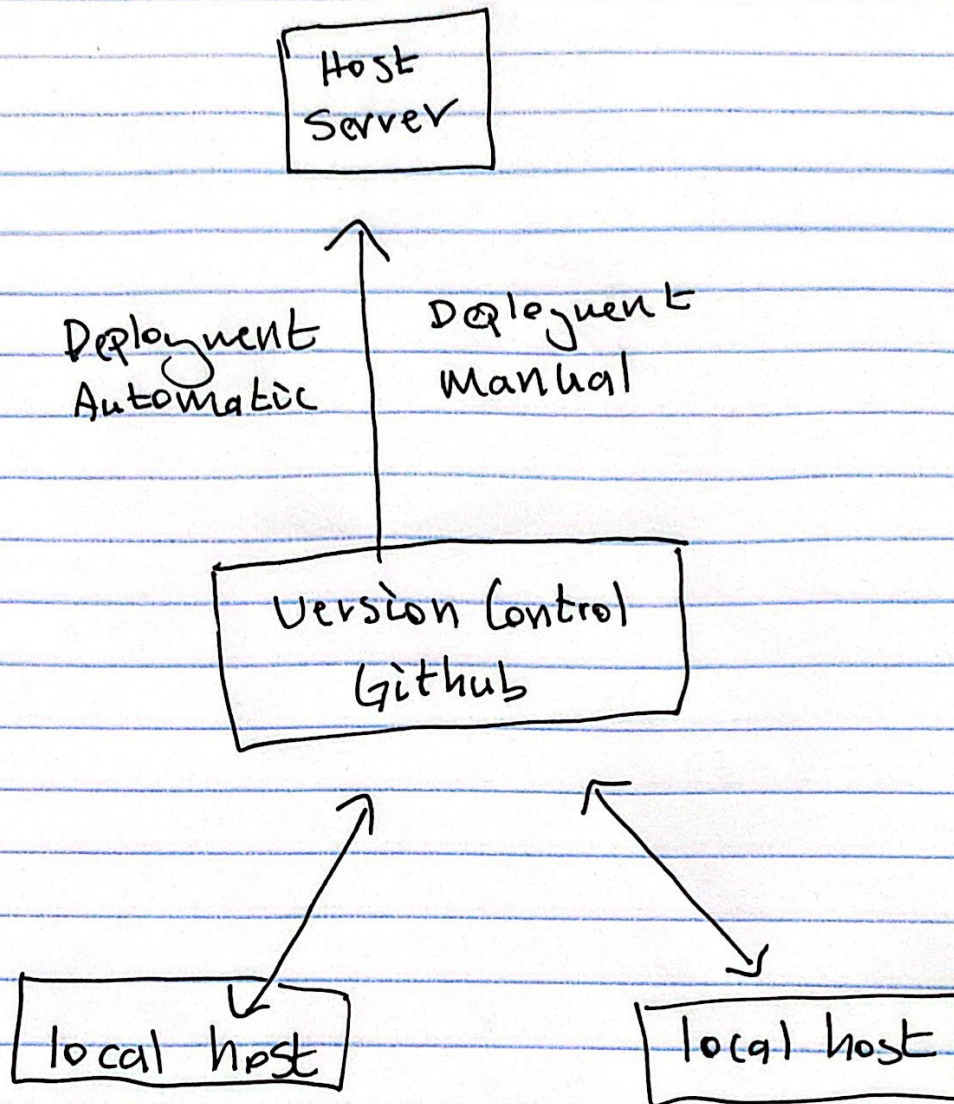 Host
Server
Deployment
Automatic
Deployment
Manual
Version Control
Github
local host
local host